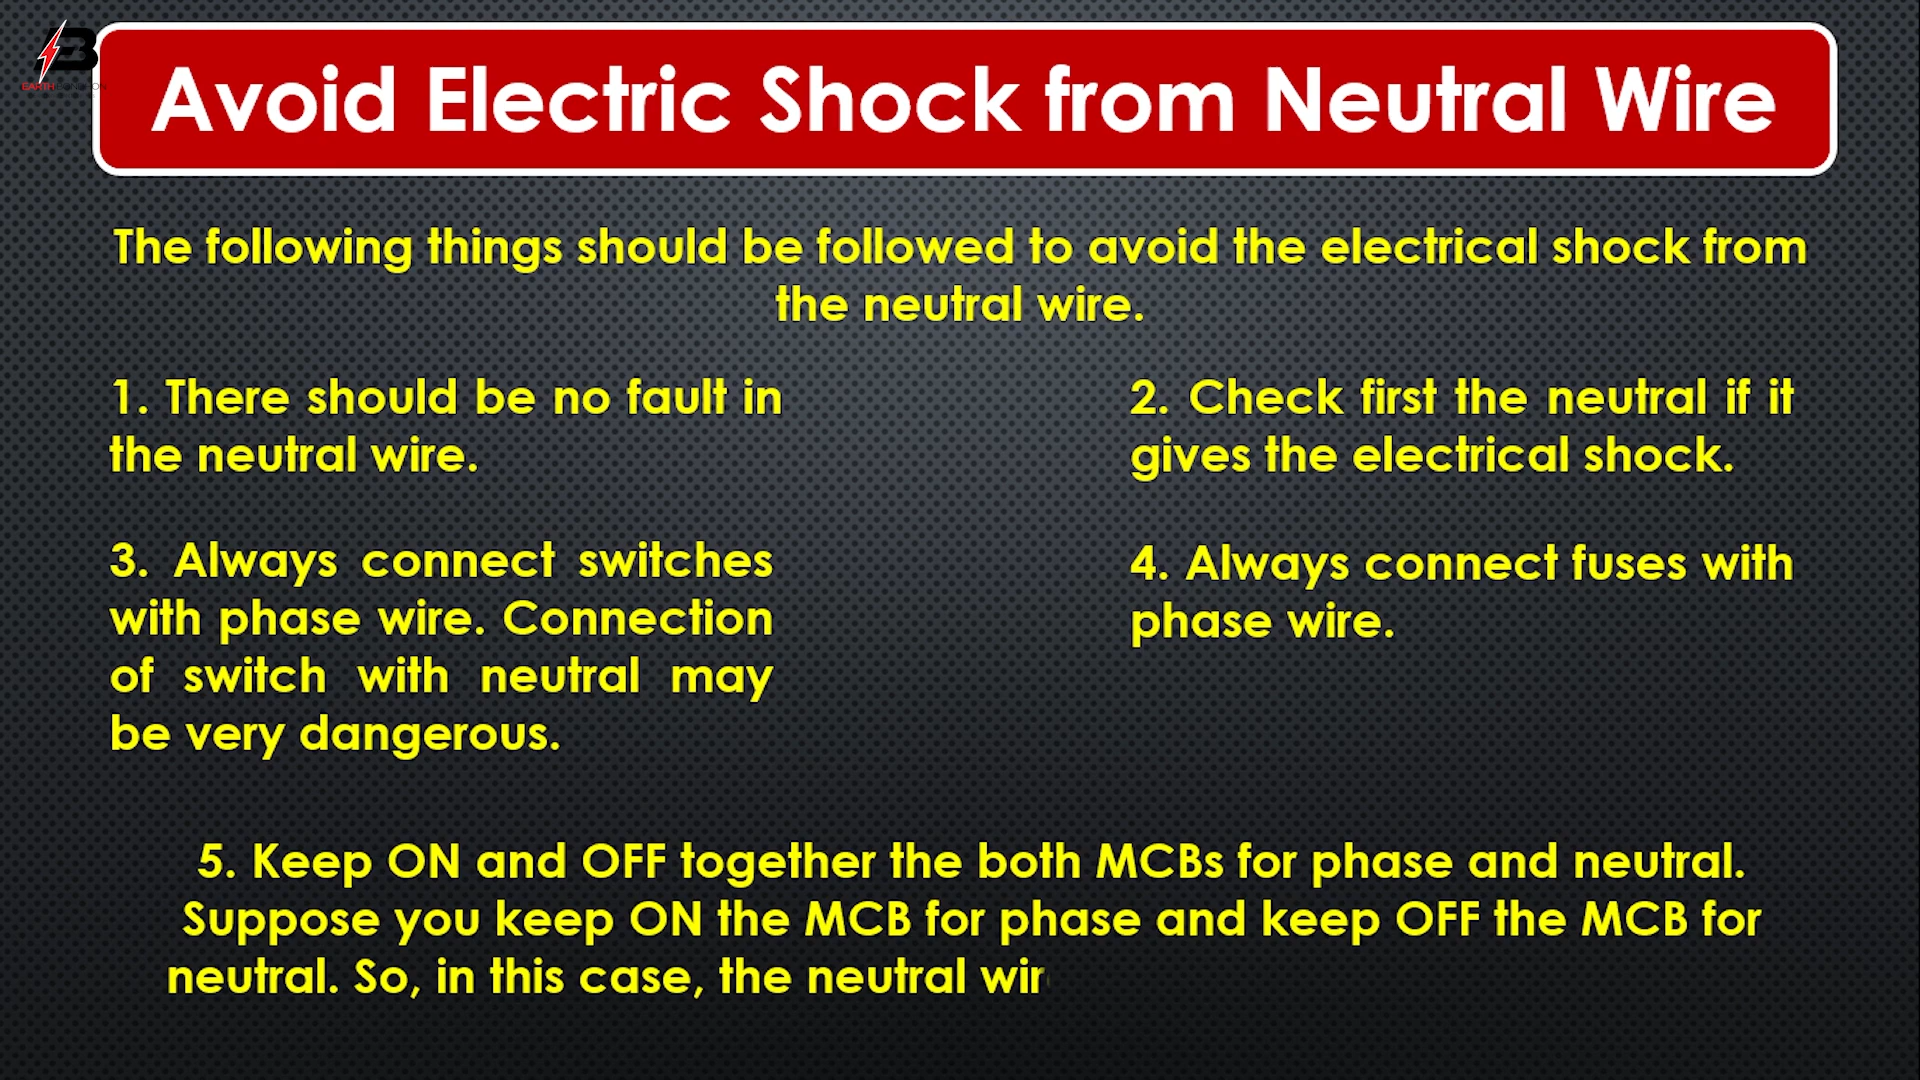 Avoid Electric Shock from Neutral Wire
The following things should be followed to avoid the electrical shock from
the neutral wire.
1. There should be no fault in
the neutral wire.
2. Check first the neutral if it
gives the electrical shock.
3. Always connect switches
with phase wire. Connection
of switch with neutral may
be very dangerous.
4. Always connect fuses with
phase wire.
5. Keep ON and OFF together the both MCBs for phase and neutral.
Suppose you keep ON the MCB for phase and keep OFF the MCB for
neutral. So, in this case, the neutral wir
EARTH